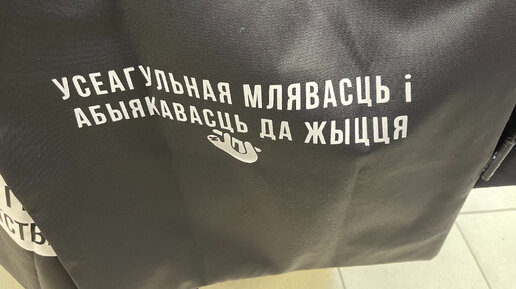 УСЕАГУЛЬНАЯ МЛЯВАСЦЬ і
АБЫЯКАВАСЦЬ ДА ЖЫЦЦЯ